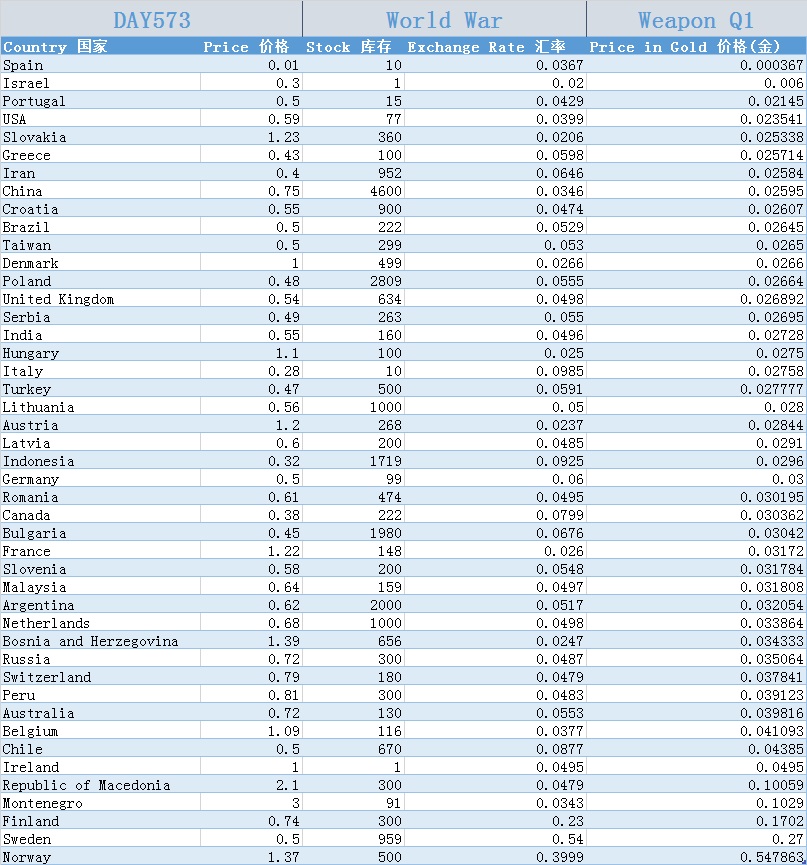 DAY573 World War Weapon Q1
Country 国家 Price 价格 Stock 库存 Exchange Rate 汇率 Price in Gold 价格(金)
Spain 0.01 10 0.0367 0.000367
Israel 0.3 1 0.02 0.006
Portugal 0.5 15 0.0429 0.02145
USA 0.59 77 0.0399 0.023541
Slovakia 1.23 360 0.0206 0.025338
Greece 0.43 100 0.0598 0.025714
Iran 0.4 952 0.0646 0.02584
China 0.75 4600 0.0346 0.02595
Croatia 0.55 900 0.0474 0.02607
Brazil 0.5 222 0.0529 0.02645
Taiwan 0.5 299 0.053 0.0265
Denmark 1 499 0.0266 0.0266
Poland 0.48 2809 0.0555 0.02664
United Kingdom 0.54 634 0.0498 0.026892
Serbia 0.49 263 0.055 0.02695
India 0.55 160 0.0496 0.02728
Hungary 1.1 100 0.025 0.0275
Italy 0.28 10 0.0985 0.02758
Turkey 0.47 500 0.0591 0.027777
Lithuania 0.56 1000 0.05 0.028
Austria 1.2 268 0.0237 0.02844
Latvia 0.6 200 0.0485 0.0291
Indonesia 0.32 1719 0.0925 0.0296
Germany 0.5 99 0.06 0.03
Romania 0.61 474 0.0495 0.030195
Canada 0.38 222 0.0799 0.030362
Bulgaria 0.45 1980 0.0676 0.03042
France 1.22 148 0.026 0.03172
Slovenia 0.58 200 0.0548 0.031784
Malaysia 0.64 159 0.0497 0.031808
Argentina 0.62 2000 0.0517 0.032054
Netherlands 0.68 1000 0.0498 0.033864
Bosnia and Herzegovina 1.39 656 0.0247 0.034333
Russia 0.72 300 0.0487 0.035064
Switzerland 0.79 180 0.0479 0.037841
Peru 0.81 300 0.0483 0.039123
Australia 0.72 130 0.0553 0.039816
Belgium 1.09 116 0.0377 0.041093
Chile 0.5 670 0.0877 0.04385
Ireland 1 1 0.0495 0.0495
Republic of Macedonia 2.1 300 0.0479 0.10059
Montenegro 3 91 0.0343 0.1029
Finland 0.74 300 0.23 0.1702
Sweden 0.5 959 0.54 0.27
Norway 1.37 500 0.3999 0.547863